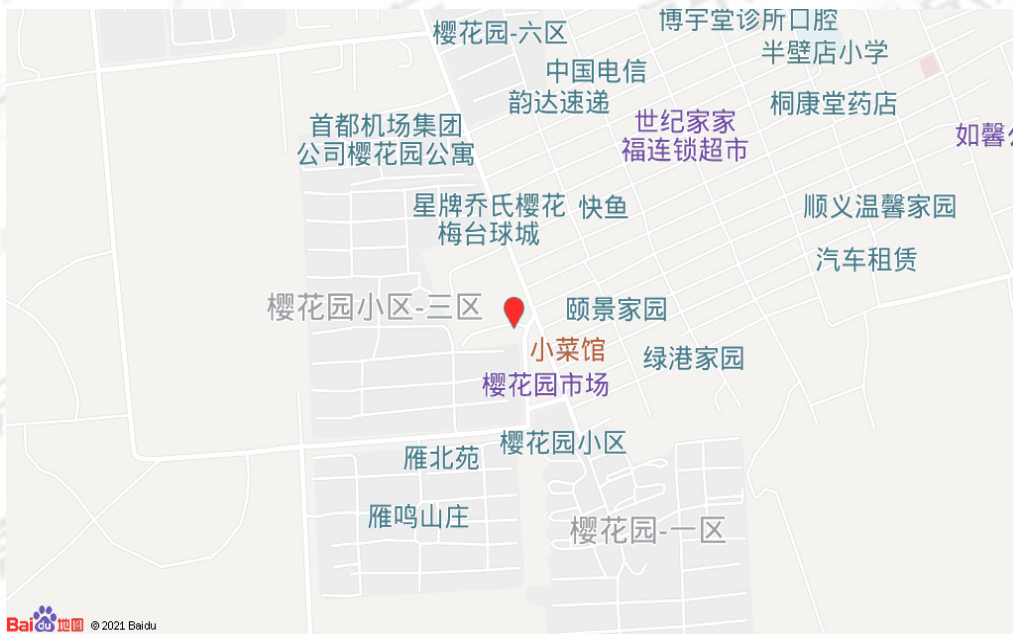 博宇堂诊所口腔
樱花园-六区
半壁店小学
中国电信
韵达速递
桐康堂药店
世纪家家
福连锁超市
首都机场集团
公司樱花园公寓
如馨
星牌乔氏樱花
梅台球城
快鱼
顺义温馨家园
汽车租赁
樱花园小区-三区
颐景家园
小菜馆
绿港家园
樱花园市场
樱花园小区
雁北苑
雁鸣山庄
樱花园-一区
Bai du 地图 © 2021 Baidu